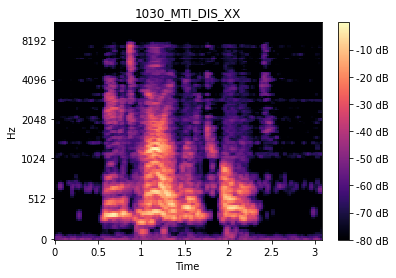 1030_MTI_DIS_XX
8192
4096
2048
1024
512
0
Hz
0 0.5 1 1.5 2 2.5 3
Time
-10 dB
-20 dB
-30 dB
-40 dB
-50 dB
-60 dB
-70 dB
-80 dB